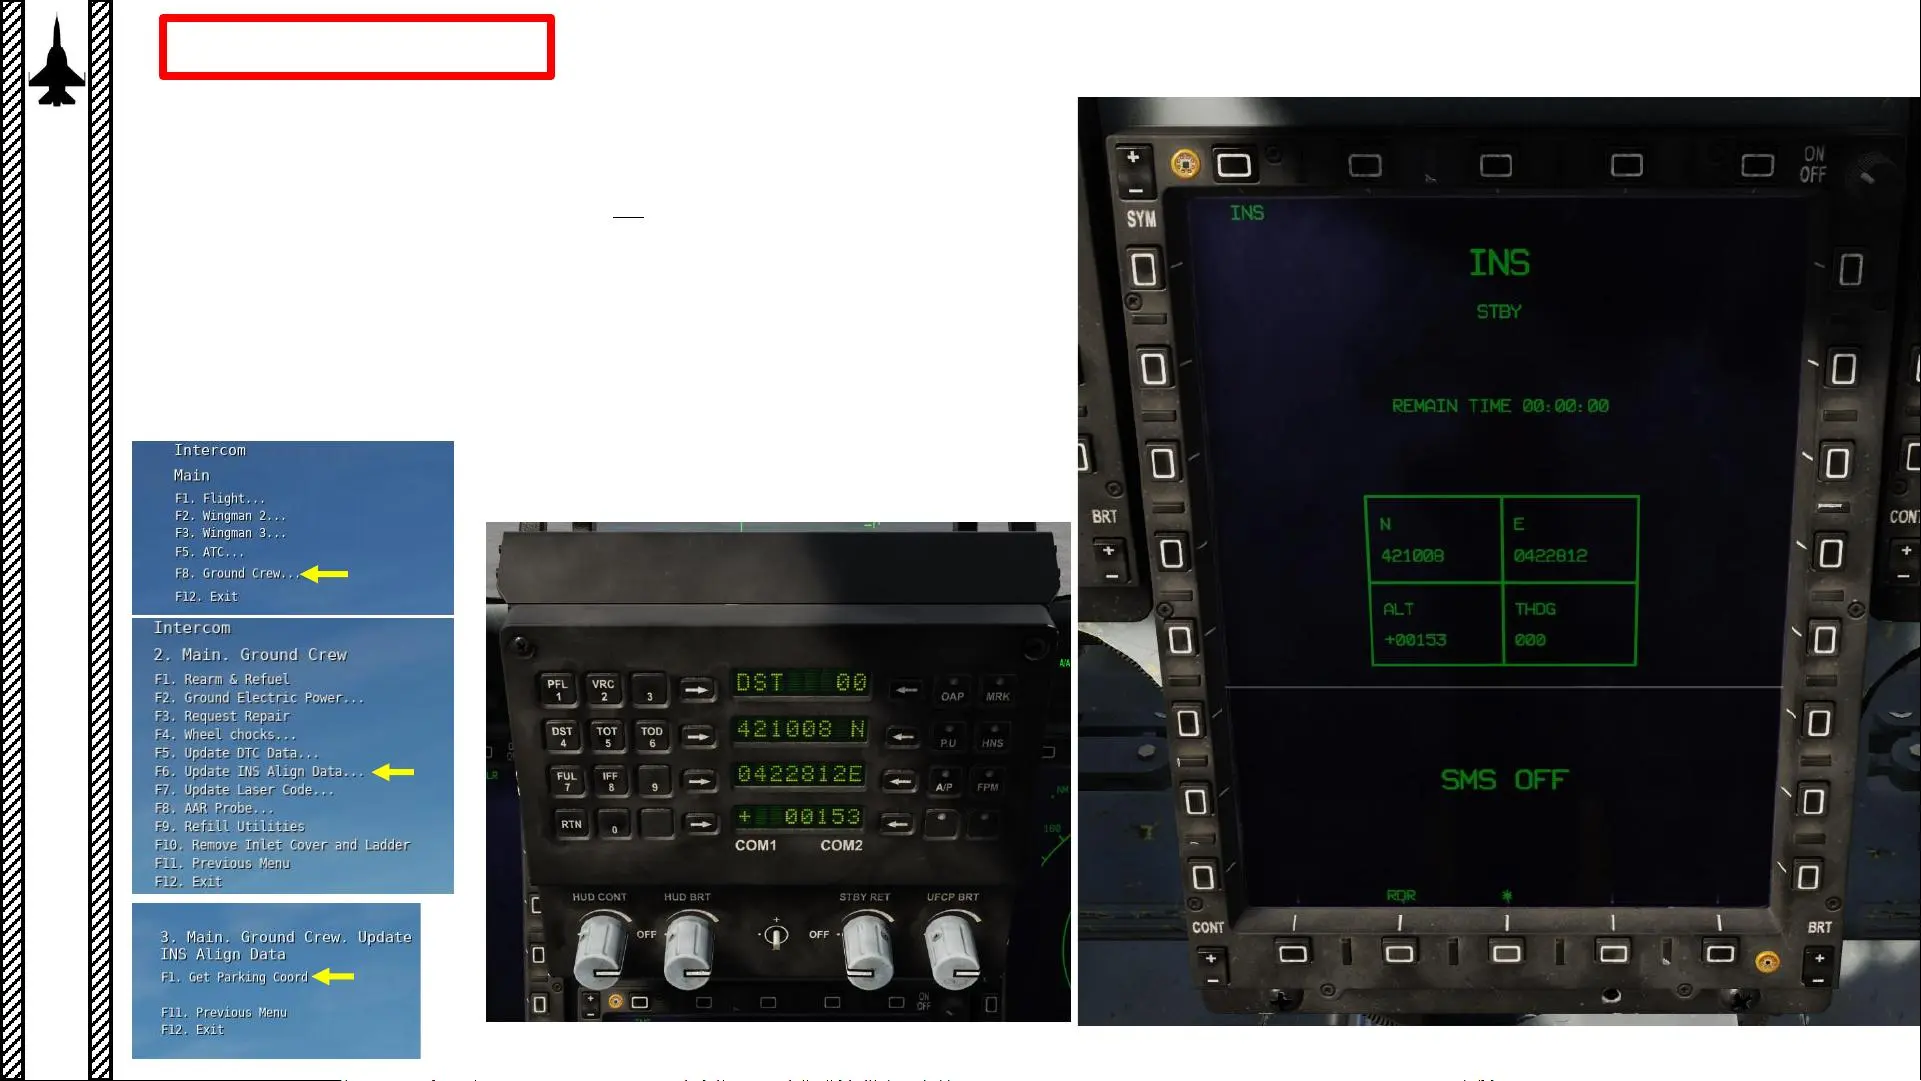 Intercom
Main
F1. Flight...
F2. Wingman 2...
F3. Wingman 3...
F5. ATC...
F8. Ground Crew...
F12. Exit
Intercom
2. Main. Ground Crew
F1. Rearm & Refuel
F2. Ground Electric Power...
F3. Request Repair
F4. Wheel chocks...
F5. Update DTC Data...
F6. Update INS Align Data...
F7. Update Laser Code...
F8. AAR Probe...
F9. Refill Utilities
F10. Remove Inlet Cover and Ladder
F11. Previous Menu
F12. Exit
3. Main. Ground Crew. Update
INS Align Data
F1. Get Parking Coord
F11. Previous Menu
F12. Exit
PFL 1 VRC 2 3 DST 00 OAP MRK
DST 4 TOT 5 TOD 6 421008 N P.U HNS
FUL 7 IFF 8 9 0422812E A/P FPM
RTN 0 + 00153
COM1 COM2
HUD CONT HUD BRT STBY RET UFCP BRT
OFF + OFF
+ - ON OFF
A/A
LR
NM
160
+ - ON OFF
SYM
INS
INS
STBY
REMAIN TIME 00:00:00
BRT CONT
+ - + -
N E
421008 0422812
ALT THDG
+00153 000
SMS OFF
RDR *
CONT BRT
+ - + -